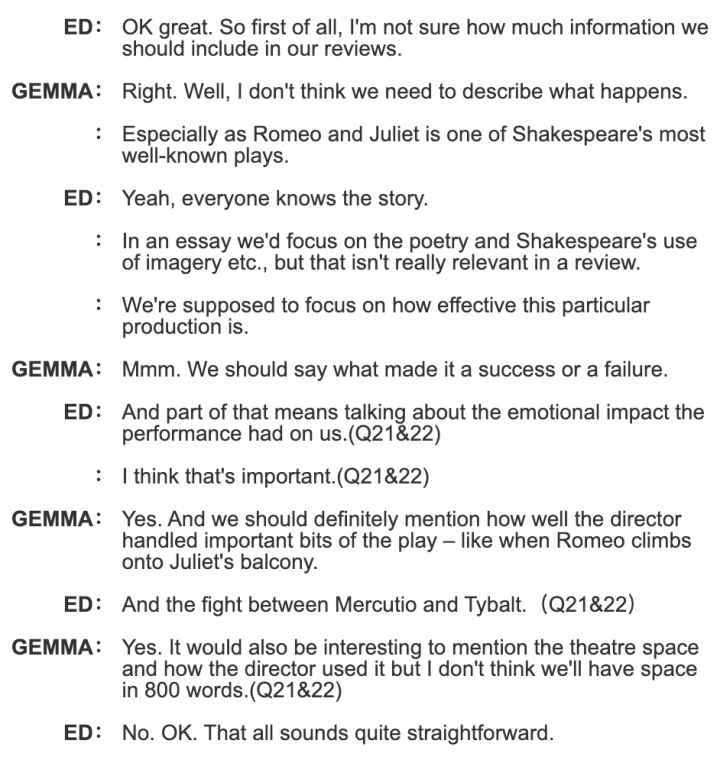 ED: OK great. So first of all, I'm not sure how much information we
should include in our reviews.
GEMMA: Right. Well, I don't think we need to describe what happens.
: Especially as Romeo and Juliet is one of Shakespeare's most
well-known plays.
ED: Yeah, everyone knows the story.
: In an essay we'd focus on the poetry and Shakespeare's use
of imagery etc., but that isn't really relevant in a review.
: We're supposed to focus on how effective this particular
production is.
GEMMA: Mmm. We should say what made it a success or a failure.
ED: And part of that means talking about the emotional impact the
performance had on us.(Q21&22)
: I think that's important.(Q21&22)
GEMMA: Yes. And we should definitely mention how well the director
handled important bits of the play – like when Romeo climbs
onto Juliet's balcony.
ED: And the fight between Mercutio and Tybalt.（Q21&22）
GEMMA: Yes. It would also be interesting to mention the theatre space
and how the director used it but I don't think we'll have space
in 800 words.(Q21&22)
ED: No. OK. That all sounds quite straightforward.